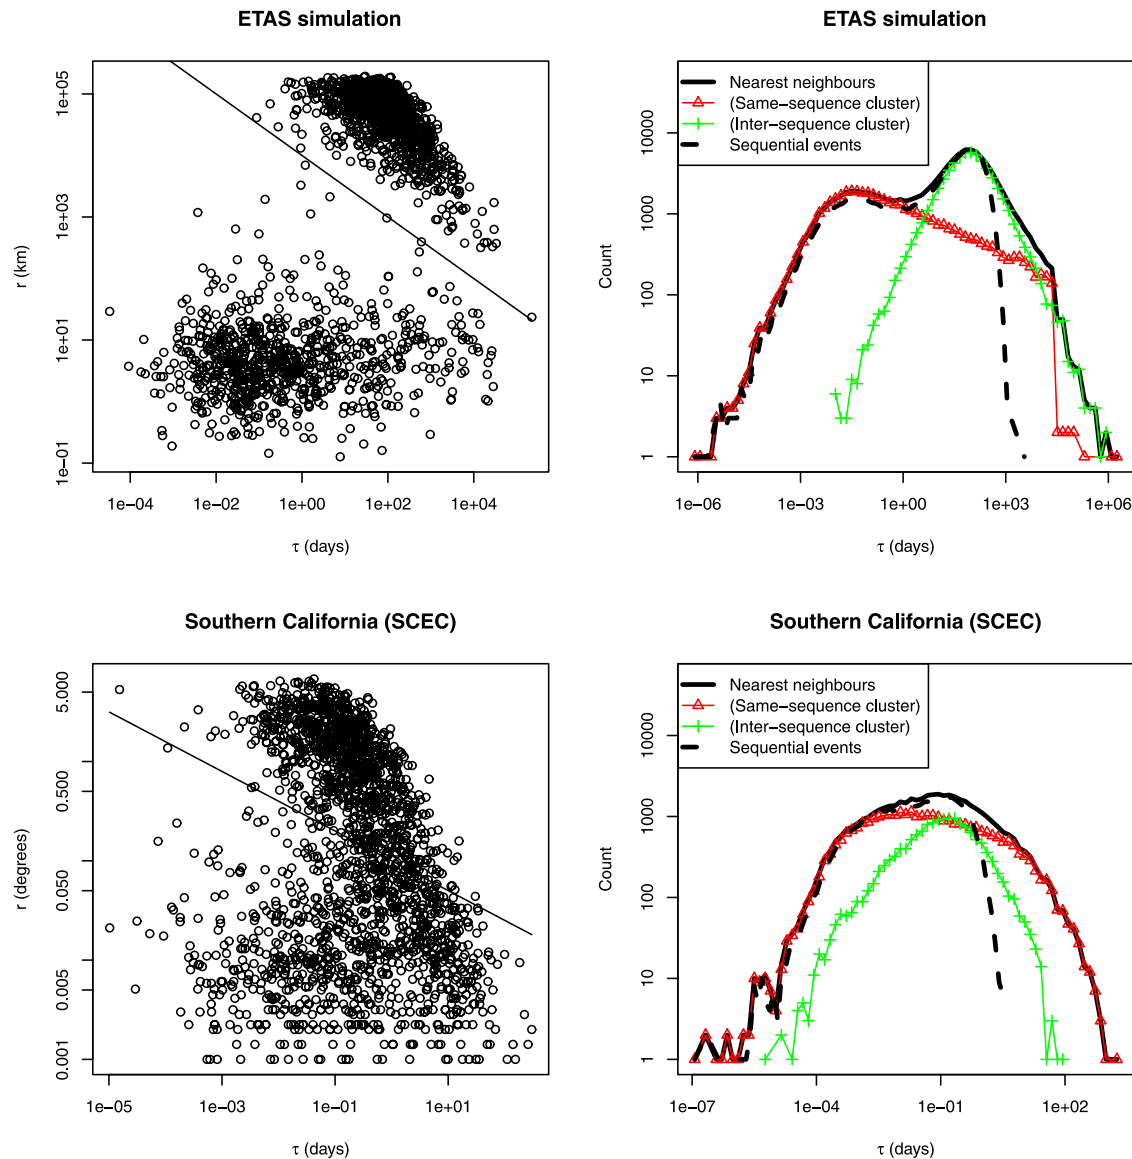 ETAS simulation
r (km)
1e+05
1e+03
1e+01
1e−01
1e−04
1e−02
1e+00
1e+02
1e+04
τ (days)
ETAS simulation
Nearest neighbours
(Same−sequence cluster)
(Inter−sequence cluster)
Sequential events
Count
10000
1000
100
10
1
1e−06
1e−03
1e+00
1e+03
1e+06
τ (days)
Southern California (SCEC)
r (degrees)
5.000
0.500
0.050
0.005
0.001
1e−05
1e−03
1e−01
1e+01
τ (days)
Southern California (SCEC)
Nearest neighbours
(Same−sequence cluster)
(Inter−sequence cluster)
Sequential events
Count
10000
1000
100
10
1
1e−07
1e−04
1e−01
1e+02
τ (days)